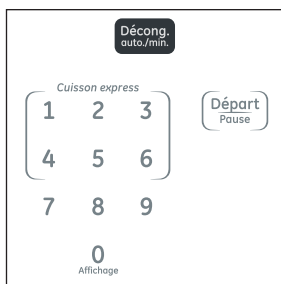 Décong.
auto./min.
Cuisson express
1 2 3
Départ
Pause
4 5 6
7 8 9
0
Affichage